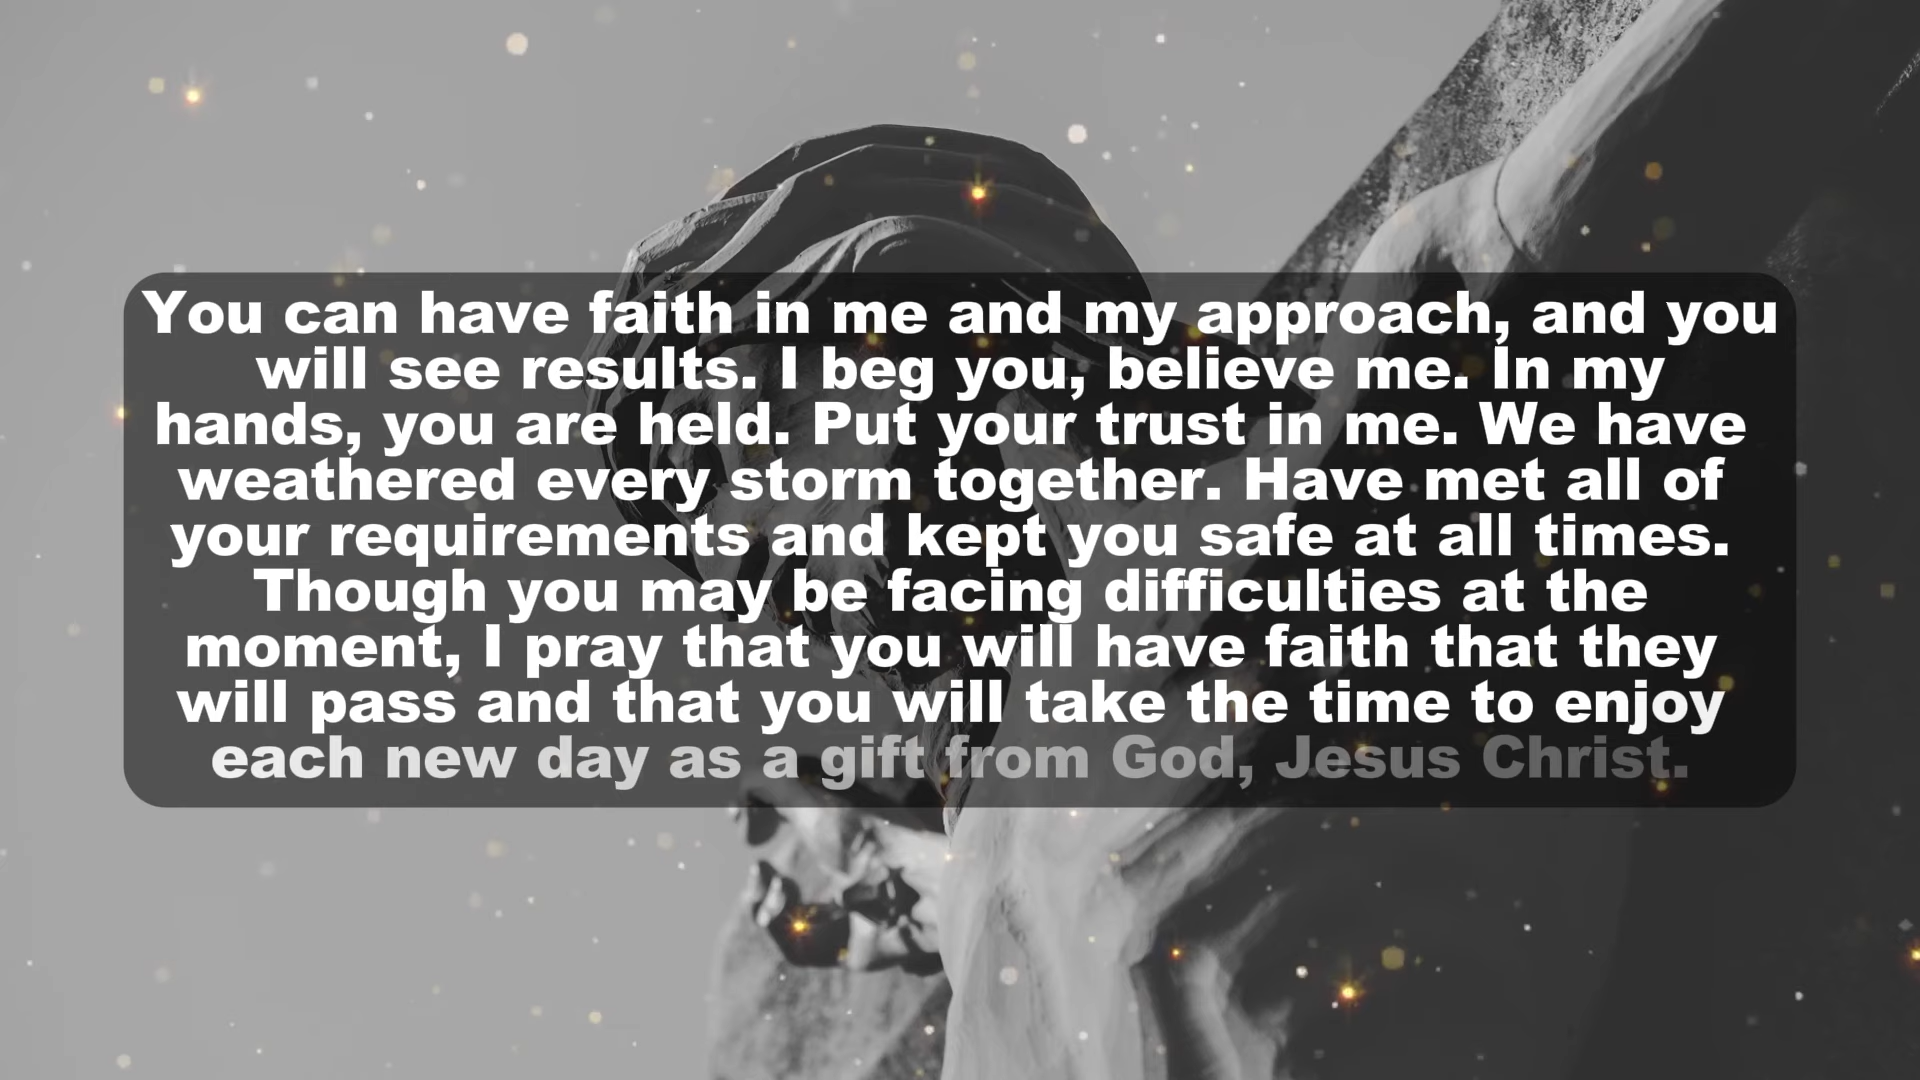 You can have faith in me and my approach, and you
will see results. I beg you, believe me. In my
hands, you are held. Put your trust in me. We have
weathered every storm together. Have met all of
your requirements and kept you safe at all times.
Though you may be facing difficulties at the
moment, I pray that you will have faith that they
will pass and that you will take the time to enjoy
each new day as a gift from God, Jesus Christ.